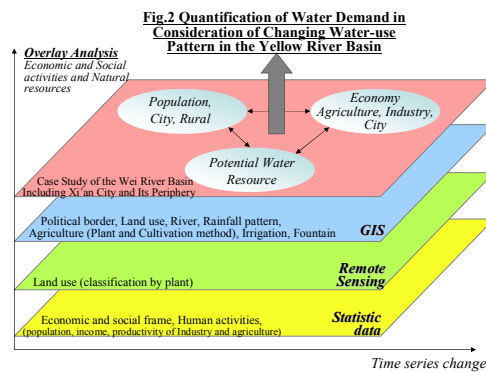 Fig.2 Quantification of Water Demand in
Consideration of Changing Water-use
Pattern in the Yellow River Basin
Overlay Analysis
Economic and Social
activities and Natural
resources
Population,
City, Rural
Economy
Agriculture, Industry,
City
Potential Water
Resource
Case Study of the Wei River Basin
Including Xi'an City and Its Periphery
Political border, Land use, River, Rainfall pattern,
Agriculture (Plant and Cultivation method), Irrigation, Fountain
GIS
Remote
Sensing
Land use (classification by plant)
Statistic
data
Economic and social frame, Human activities,
(population, income, productivity of Industry and agriculture)
Time series change